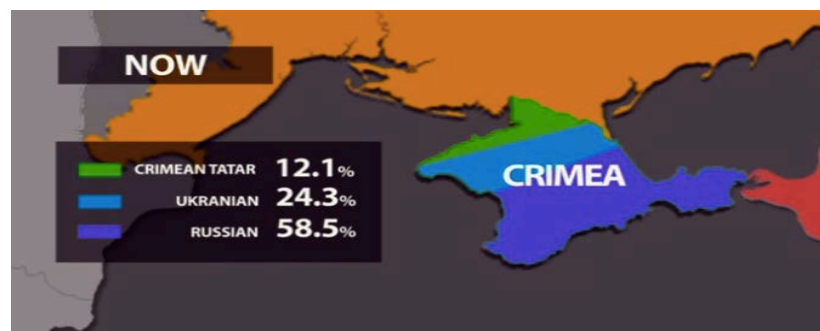 NOW
CRIMEAN TATAR 12.1%
UKRANIAN 24.3%
RUSSIAN 58.5%
CRIMEA